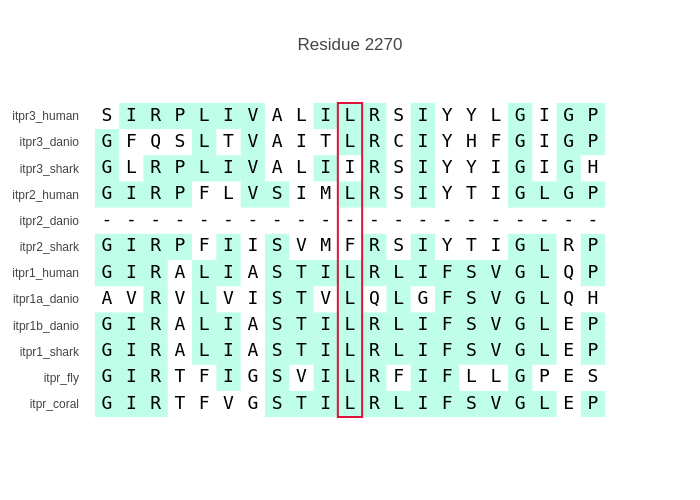 Residue 2270
itpr3_human S I R P L I V A L I L R S I Y Y L G I G P
itpr3_danio G F Q S L T V A I T L R C I Y H F G I G P
itpr3_shark G L R P L I V A L I I R S I Y Y I G I G H
itpr2_human G I R P F L V S I M L R S I Y T I G L G P
itpr2_danio - - - - - - - - - - - - - - - - - - - - -
itpr2_shark G I R P F I I S V M F R S I Y T I G L R P
itpr1_human G I R A L I A S T I L R L I F S V G L Q P
itpr1a_danio A V R V L V I S T V L Q L G F S V G L Q H
itpr1b_danio G I R A L I A S T I L R L I F S V G L E P
itpr1_shark G I R A L I A S T I L R L I F S V G L E P
itpr_fly G I R T F I G S V I L R F I F L L G P E S
itpr_coral G I R T F V G S T I L R L I F S V G L E P